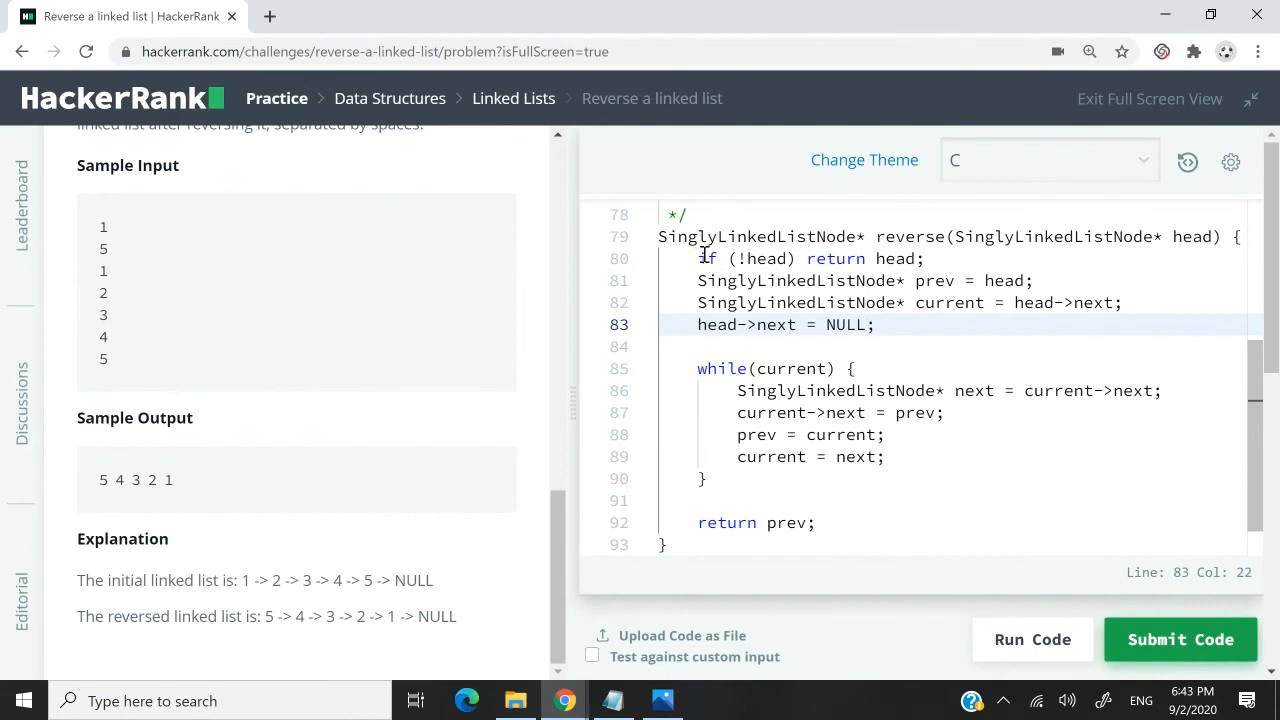 Reverse a linked list | HackerRank
hackerrank.com/challenges/reverse-a-linked-list/problem?isFullScreen=true
HackerRank
Practice > Data Structures > Linked Lists > Reverse a linked list
Exit Full Screen View
Leaderboard
Discussions
Editorial
linked list after reversing it, separated by spaces.
Sample Input
1
5
1
2
3
4
5
Sample Output
5 4 3 2 1
Explanation
The initial linked list is: 1 -> 2 -> 3 -> 4 -> 5 -> NULL
The reversed linked list is: 5 -> 4 -> 3 -> 2 -> 1 -> NULL
Change Theme
C
78 */
79 SinglyLinkedListNode* reverse(SinglyLinkedListNode* head) {
80 if (!head) return head;
81 SinglyLinkedListNode* prev = head;
82 SinglyLinkedListNode* current = head->next;
83 head->next = NULL;
84
85 while(current) {
86 SinglyLinkedListNode* next = current->next;
87 current->next = prev;
88 prev = current;
89 current = next;
90 }
91
92 return prev;
93 }
Line: 83 Col: 22
Upload Code as File
Test against custom input
Run Code
Submit Code
Type here to search
ENG
6:43 PM
9/2/2020